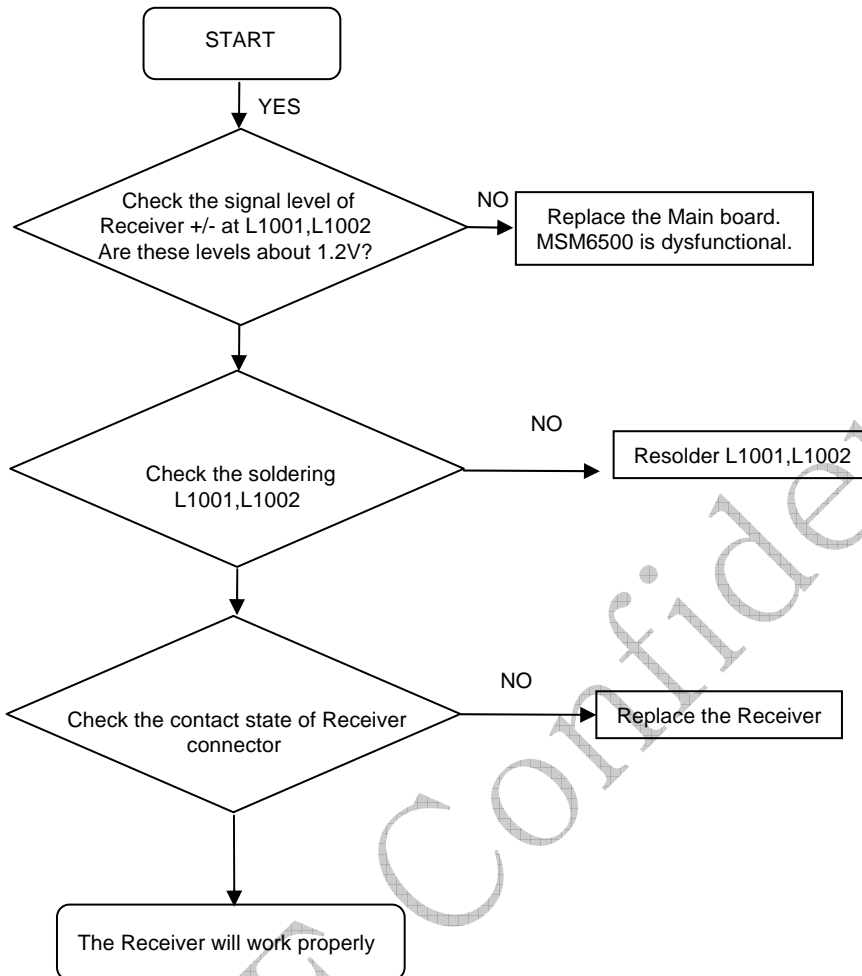 START
YES
Check the signal level of
Receiver +/- at L1001,L1002
Are these levels about 1.2V?
NO
Replace the Main board.
MSM6500 is dysfunctional.
Check the soldering
L1001,L1002
NO
Resolder L1001,L1002
Check the contact state of Receiver
connector
NO
Replace the Receiver
The Receiver will work properly